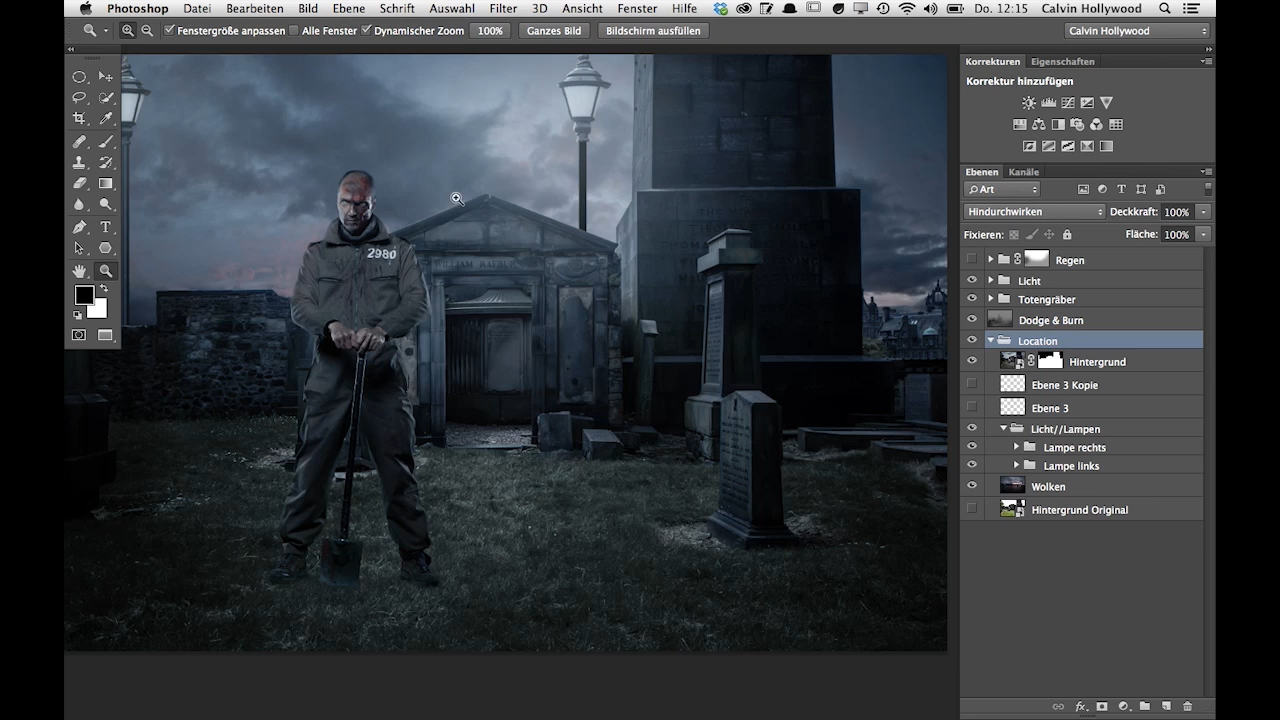 Photoshop Datei Bearbeiten Bild Ebene Schrift Auswahl Filter 3D Ansicht Fenster Hilfe Do. 12:15 Calvin Hollywood
Fenstergröße anpassen Alle Fenster Dynamischer Zoom 100% Ganzes Bild Bildschirm ausfüllen Calvin Hollywood
Korrekturen Eigenschaften
Korrektur hinzufügen
Ebenen Kanäle
Art
Hindurchwirken Deckkraft: 100%
Fixieren: Fläche: 100%
Regen
Licht
Totengräber
Dodge & Burn
Location
Hintergrund
Ebene 3 Kopie
Ebene 3
Licht//Lampen
Lampe rechts
Lampe links
Wolken
Hintergrund Original
2980
WILLIAM